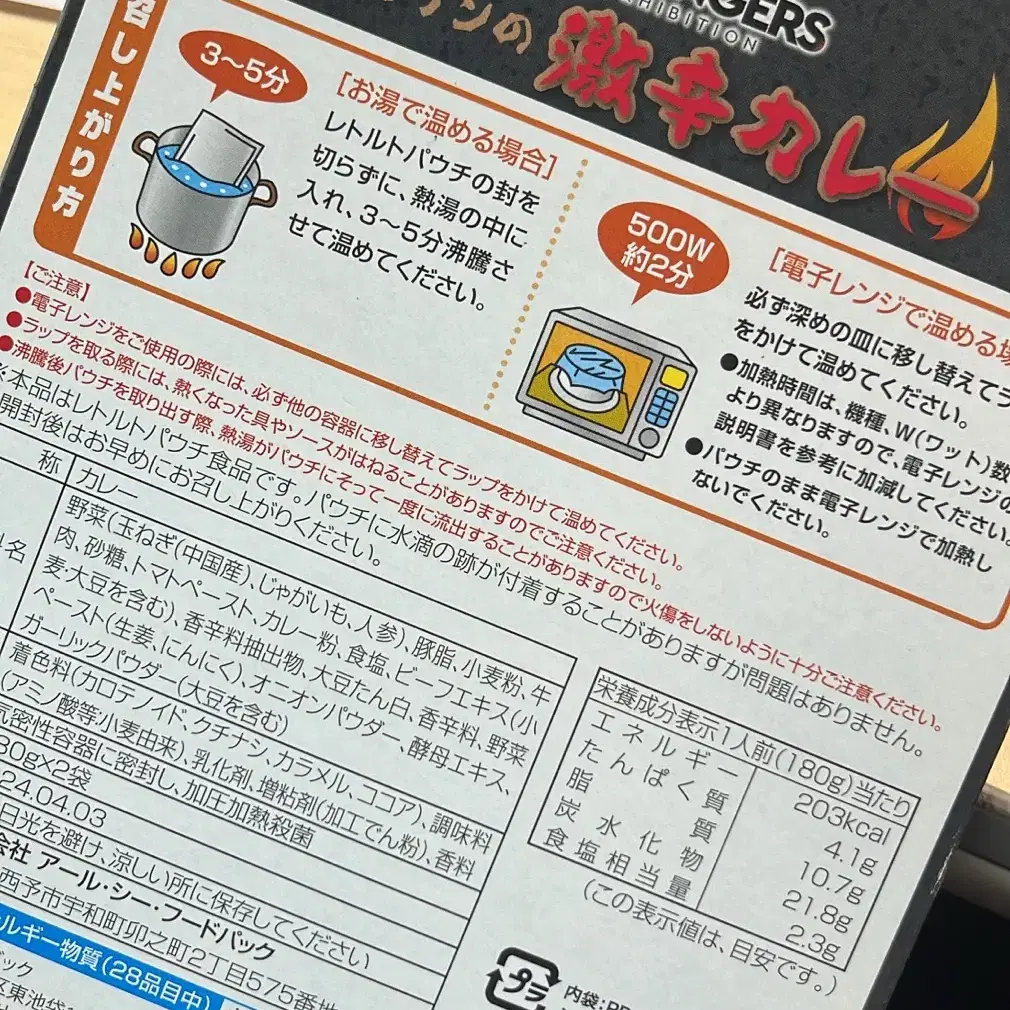 NGERS
EXHIBITION
ンの激辛カレー
召し上がり方
3〜5分
[お湯で温める場合]
レトルトパウチの封を
切らずに、熱湯の中に
入れ、3〜5分沸騰さ
せて温めてください。
500W
約2分
[電子レンジで温める場
必ず深めの皿に移し替えてラ
をかけて温めてください。
●加熱時間は、機種、W(ワット)数
より異なりますので、電子レンジの
説明書を参考に加減してください。
●パウチのまま電子レンジで加熱し
ないでください。
【ご注意】
●電子レンジをご使用の際には、必ず他の容器に移し替えてラップをかけて温めてください。
●ラップを取る際には、熱くなった具やソースがはねることがありますのでご注意ください。
●沸騰後パウチを取り出す際、熱湯がパウチにそって一度に流出することがありますので火傷をしないように十分ご注意ください。
※本品はレトルトパウチ食品です。パウチに水滴の跡が付着することがありますが問題はありません。
開封後はお早めにお召し上がりください。
称 カレー
名 野菜(玉ねぎ(中国産)、じゃがいも、人参)、豚脂、小麦粉、牛
肉、砂糖、トマトペースト、カレー粉、食塩、ビーフエキス(小
麦・大豆を含む)、香辛料抽出物、大豆たん白、香辛料、野菜
ペースト(生姜、にんにく)、オニオンパウダー、酵母エキス、
ガーリックパウダー(大豆を含む)
着色料(カロテノイド、クチナシ、カラメル、ココア)、調味料
(アミノ酸等:小麦由来)、乳化剤、増粘剤(加工でん粉)、香料
気密性容器に密封し、加圧加熱殺菌
80g×2袋
24.04.03
日光を避け、涼しい所に保存してください
会社 アール・シー・フードパック
西予市宇和町卯之町2丁目575番地
ルギー物質(28品目中)
パック
区東池袋
栄養成分表示1人前(180g)当たり
エネルギー 203kcal
たんぱく質 4.1g
脂質 10.7g
炭水化物 21.8g
食塩相当量 2.3g
(この表示値は、目安です。)
プラ
内袋:PP